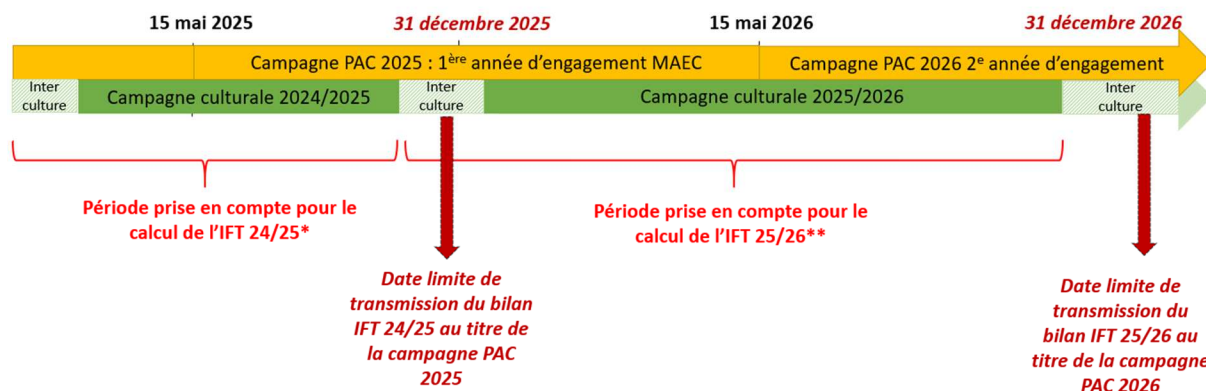 15 mai 2025
31 décembre 2025
15 mai 2026
31 décembre 2026
Campagne PAC 2025 : 1ère année d'engagement MAEC
Campagne PAC 2026 2e année d'engagement
Inter
culture
Campagne culturale 2024/2025
Inter
culture
Campagne culturale 2025/2026
Inter
culture
Période prise en compte pour le
calcul de l'IFT 24/25*
Période prise en compte pour le
calcul de l'IFT 25/26**
Date limite de
transmission du bilan
IFT 24/25 au titre de
la campagne PAC
2025
Date limite de
transmission du
bilan IFT 25/26 au
titre de la campagne
PAC 2026